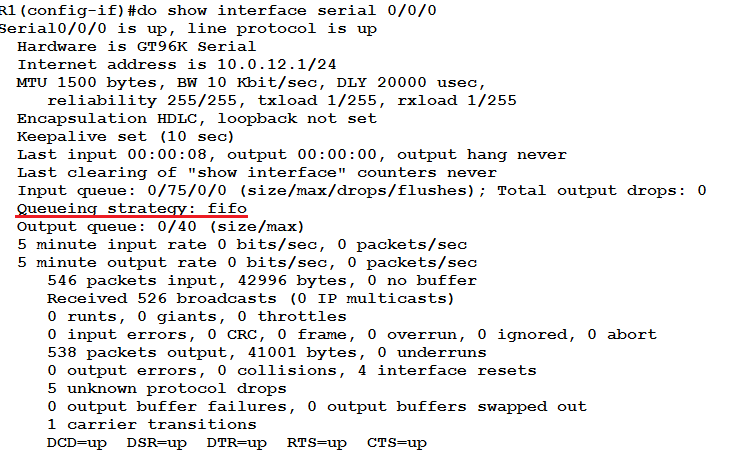 R1(config-if)#do show interface serial 0/0/0
Serial0/0/0 is up, line protocol is up
Hardware is GT96K Serial
Internet address is 10.0.12.1/24
MTU 1500 bytes, BW 10 Kbit/sec, DLY 20000 usec,
reliability 255/255, txload 1/255, rxload 1/255
Encapsulation HDLC, loopback not set
Keepalive set (10 sec)
Last input 00:00:08, output 00:00:00, output hang never
Last clearing of "show interface" counters never
Input queue: 0/75/0/0 (size/max/drops/flushes); Total output drops: 0
Queueing strategy: fifo
Output queue: 0/40 (size/max)
5 minute input rate 0 bits/sec, 0 packets/sec
5 minute output rate 0 bits/sec, 0 packets/sec
546 packets input, 42996 bytes, 0 no buffer
Received 526 broadcasts (0 IP multicasts)
0 runts, 0 giants, 0 throttles
0 input errors, 0 CRC, 0 frame, 0 overrun, 0 ignored, 0 abort
538 packets output, 41001 bytes, 0 underruns
0 output errors, 0 collisions, 4 interface resets
5 unknown protocol drops
0 output buffer failures, 0 output buffers swapped out
1 carrier transitions
DCD=up  DSR=up  DTR=up  RTS=up  CTS=up